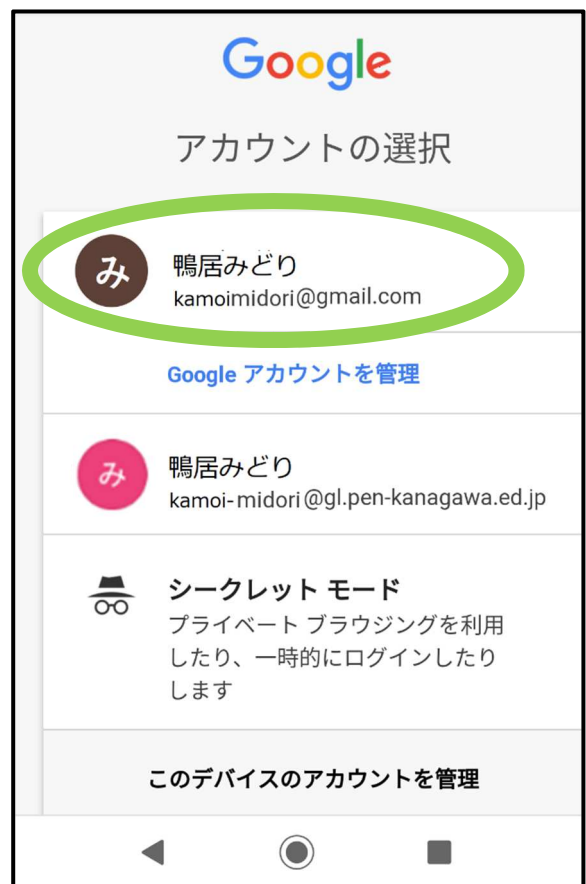 Google
アカウントの選択
み
鴨居みどり
kamoimidori@gmail.com
Google アカウントを管理
み
鴨居みどり
kamoi-midori@gl.pen-kanagawa.ed.jp
シークレット モード
プライベート ブラウジングを利用
したり、一時的にログインしたり
します
このデバイスのアカウントを管理